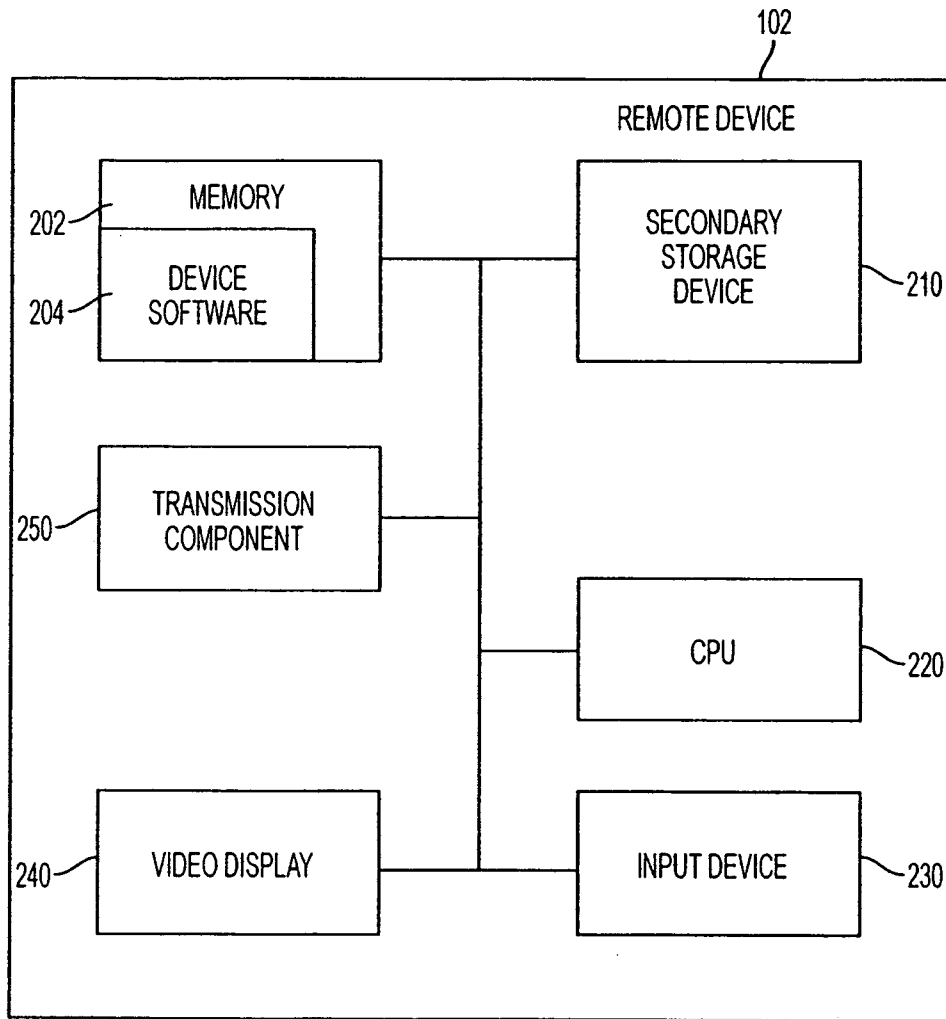 102
REMOTE DEVICE
MEMORY
202
DEVICE
SOFTWARE
204
SECONDARY
STORAGE
DEVICE
210
TRANSMISSION
COMPONENT
250
CPU
220
VIDEO DISPLAY
240
INPUT DEVICE
230